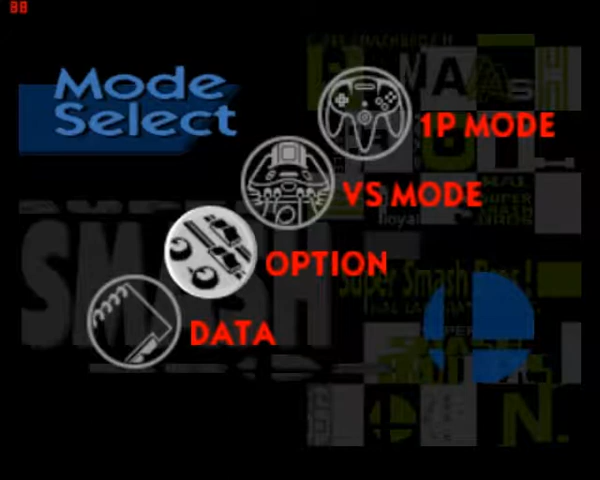 88
Mode
Select
1P MODE
VS MODE
OPTION
DATA
SMASH
Super Smash Bros!
N.